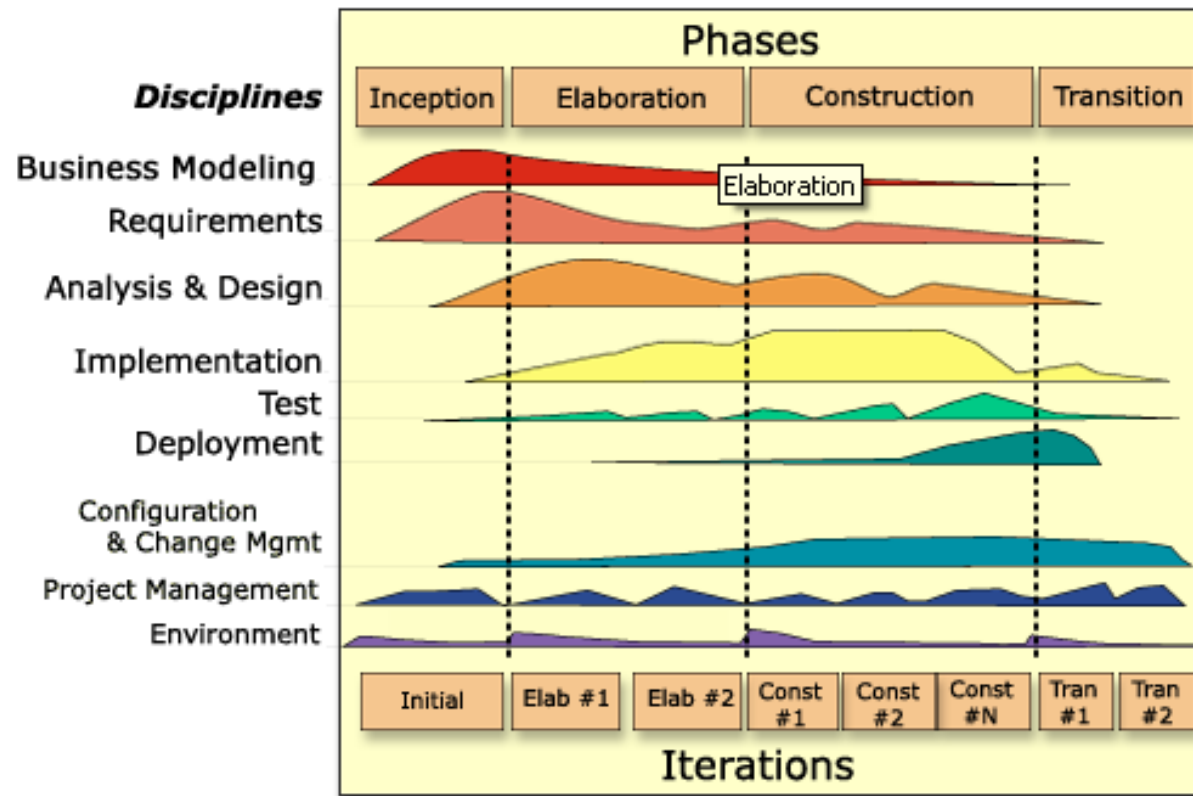 Phases
Disciplines
Inception
Elaboration
Construction
Transition
Business Modeling
Elaboration
Requirements
Analysis & Design
Implementation
Test
Deployment
Configuration
& Change Mgmt
Project Management
Environment
Initial
Elab #1
Elab #2
Const
#1
Const
#2
Const
#N
Tran
#1
Tran
#2
Iterations